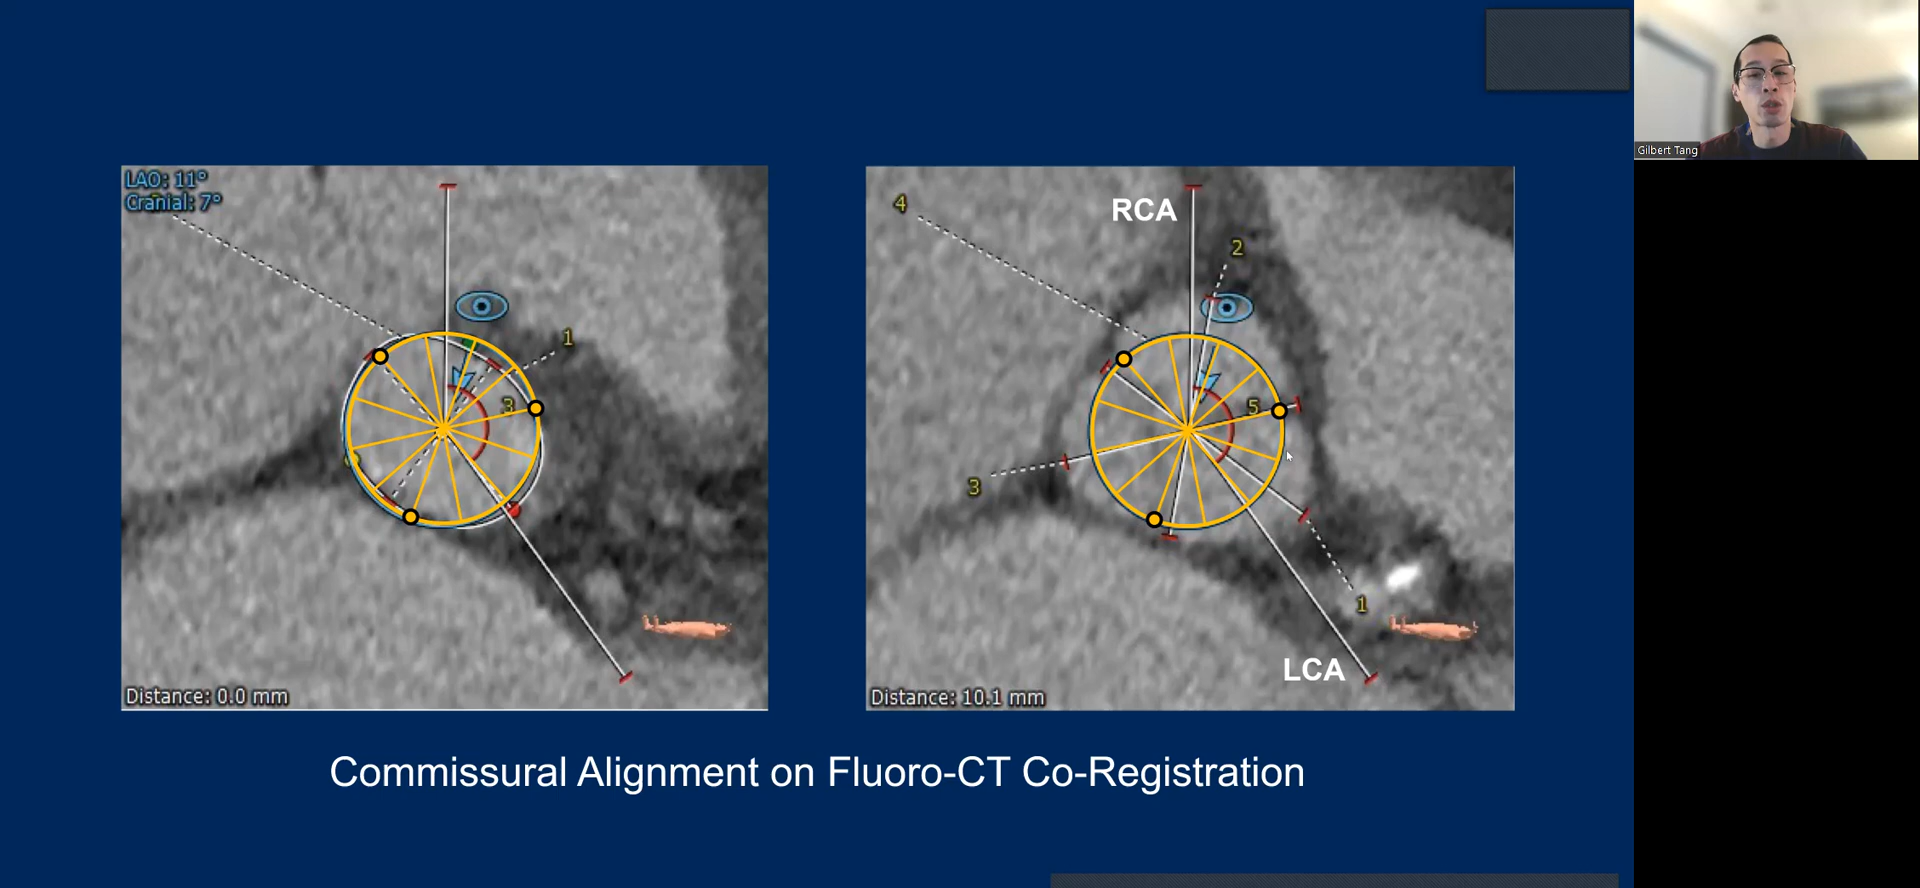 LAO: 11°
Cranial: 7°
1
3
Distance: 0.0 mm
4
RCA
2
5
3
1
LCA
Distance: 10.1 mm
Commissural Alignment on Fluoro-CT Co-Registration
Gilbert Tang